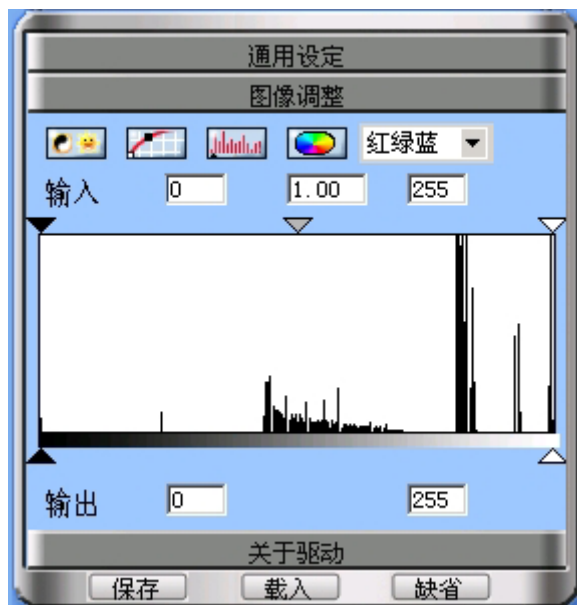 通用设定
图像调整
红绿蓝
输入 0 1.00 255
输出 0 255
关于驱动
保存 载入 缺省